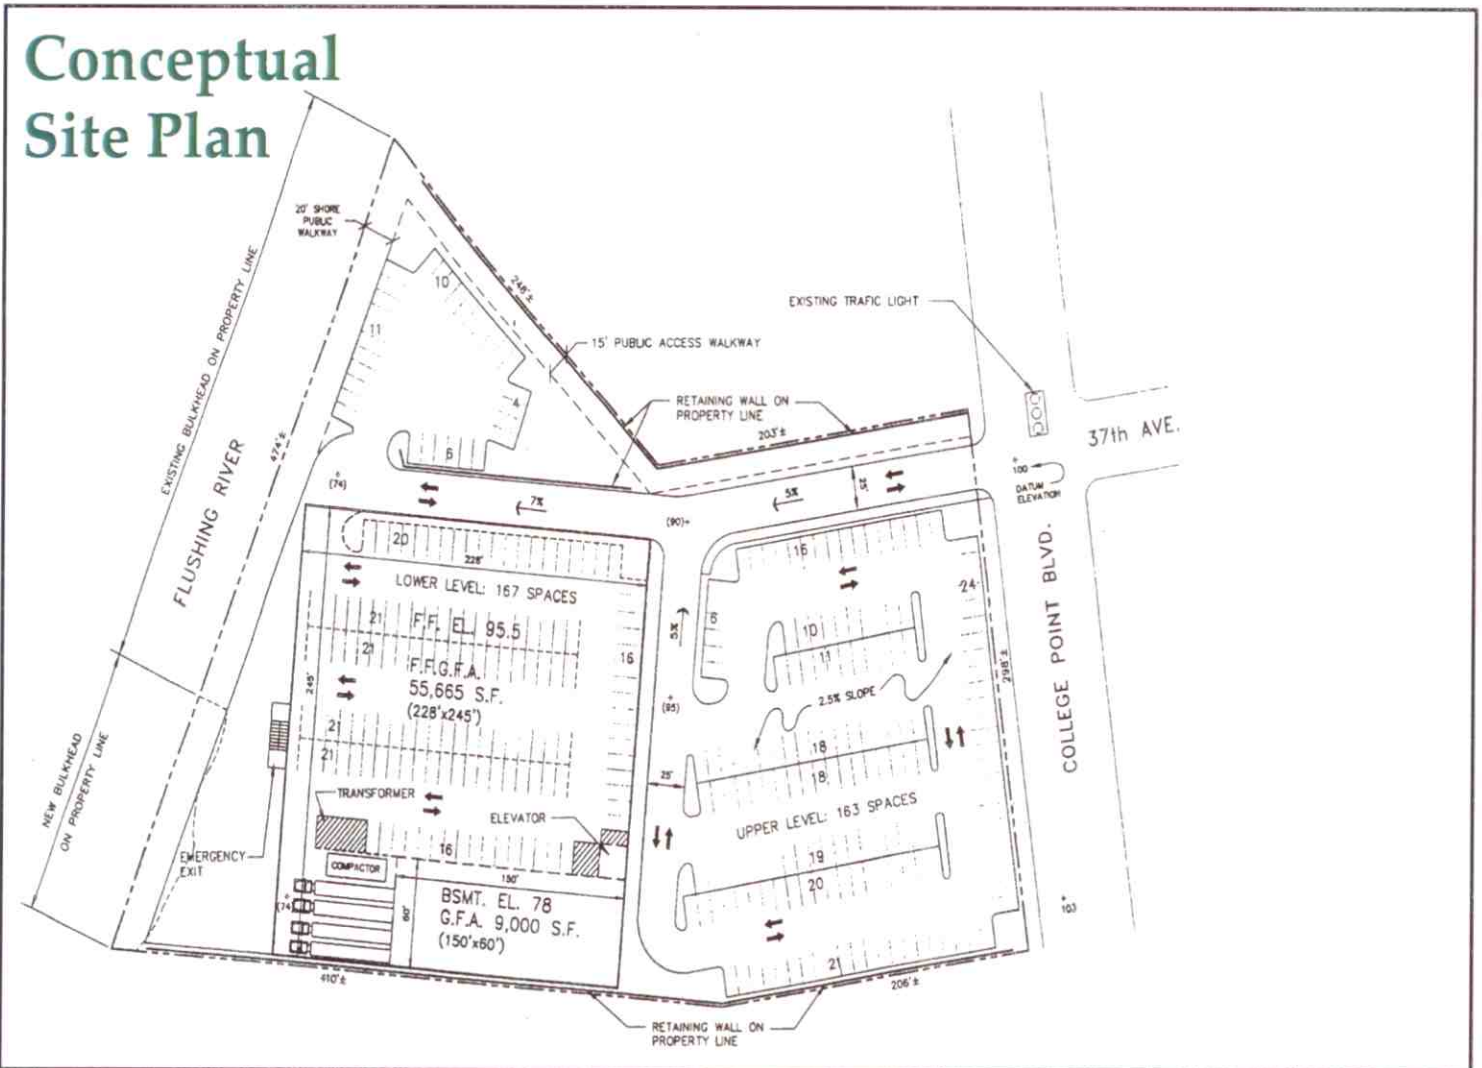 Conceptual
Site Plan
20' SHORE
PUBLIC
WALKWAY
EXISTING BULKHEAD ON PROPERTY LINE
474'±
FLUSHING RIVER
NEW BULKHEAD
ON PROPERTY LINE
10
11
4
6
248'±
15' PUBLIC ACCESS WALKWAY
EXISTING TRAFIC LIGHT
RETAINING WALL ON
PROPERTY LINE
203'±
37th AVE.
+
100
DATUM
ELEVATION
COLLEGE POINT BLVD.
+
(74)
7%
5%
25'
(90)+
20
228'
LOWER LEVEL: 167 SPACES
21
F.F. EL. 95.5
21
F.F.G.F.A.
55,665 S.F.
(228'x245')
245'
16
21
21
TRANSFORMER
ELEVATOR
16
EMERGENCY
EXIT
COMPACTOR
150'
+
(74)
60'
BSMT. EL. 78
G.F.A. 9,000 S.F.
(150'x60')
410'±
5%
+
(95)
25'
16
24
6
10
11
2.5% SLOPE
298'±
18
18
UPPER LEVEL: 163 SPACES
19
20
21
+
103
206'±
RETAINING WALL ON
PROPERTY LINE